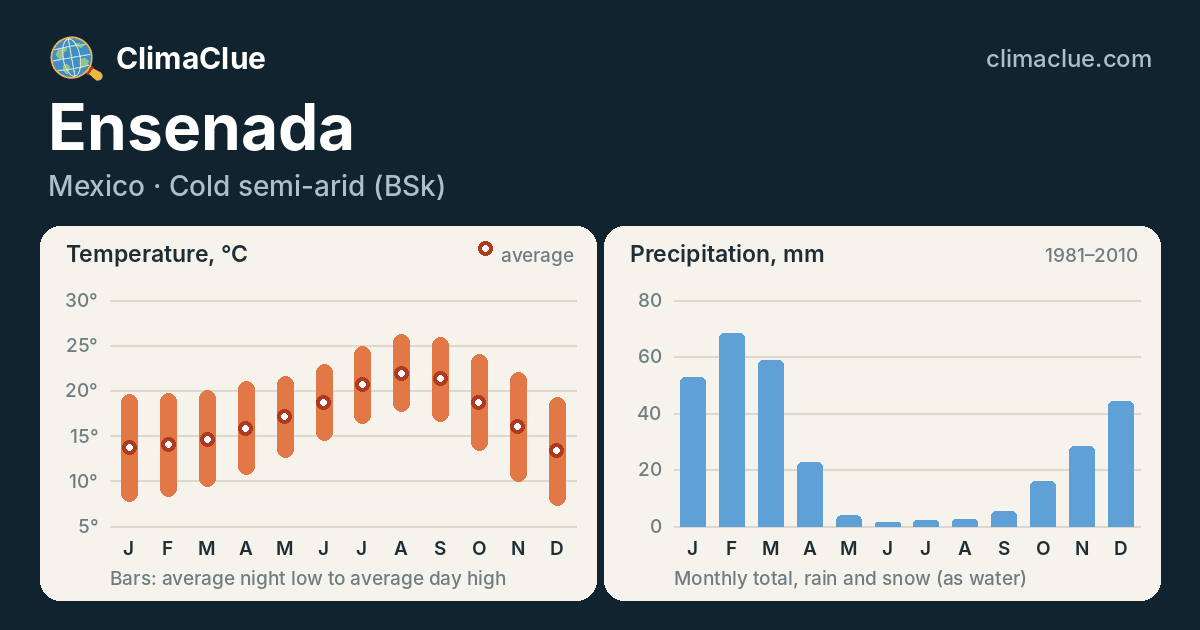 ClimaClue
climaclue.com
Ensenada
Mexico · Cold semi-arid (BSk)
Temperature, °C
average
30°
25°
20°
15°
10°
5°
J F M A M J J A S O N D
Bars: average night low to average day high
Precipitation, mm
1981–2010
80
60
40
20
0
J F M A M J J A S O N D
Monthly total, rain and snow (as water)